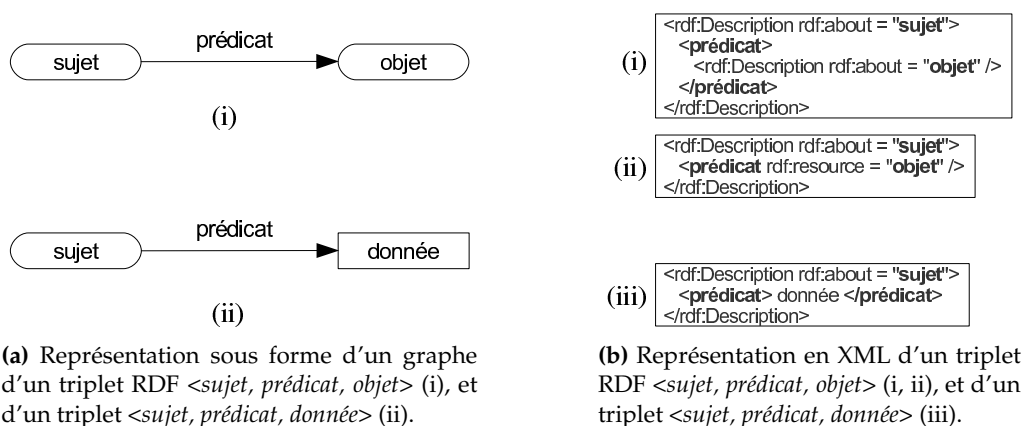 prédicat
sujet
objet
(i)
prédicat
sujet
donnée
(ii)
(a) Représentation sous forme d'un graphe
d'un triplet RDF <sujet, prédicat, objet> (i), et
d'un triplet <sujet, prédicat, donnée> (ii).
(i)
<rdf:Description rdf:about = "sujet">
<prédicat>
<rdf:Description rdf:about = "objet" />
</prédicat>
</rdf:Description>
(ii)
<rdf:Description rdf:about = "sujet">
<prédicat rdf:resource = "objet" />
</rdf:Description>
(iii)
<rdf:Description rdf:about = "sujet">
<prédicat> donnée </prédicat>
</rdf:Description>
(b) Représentation en XML d'un triplet
RDF <sujet, prédicat, objet> (i, ii), et d'un
triplet <sujet, prédicat, donnée> (iii).